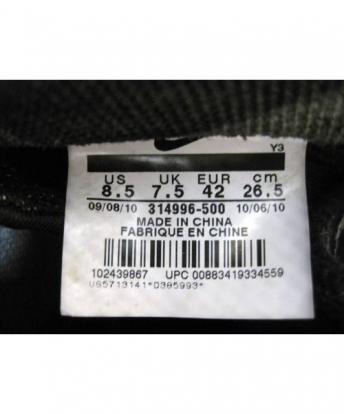 Y3
US UK EUR cm
8.5 7.5 42 26.5
09/08/10 314996-500 10/06/10
MADE IN CHINA
FABRIQUE EN CHINE
102439867 UPC 00883419334559
US5713141*D385993*